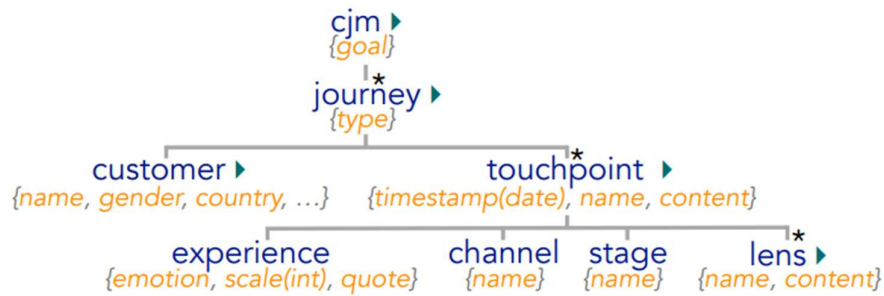 cjm ▸
{goal}
*
journey ▸
{type}
customer ▸ touchpoint* ▸
{name, gender, country, ...} {timestamp(date), name, content}
experience channel stage lens* ▸
{emotion, scale(int), quote} {name} {name} {name, content}